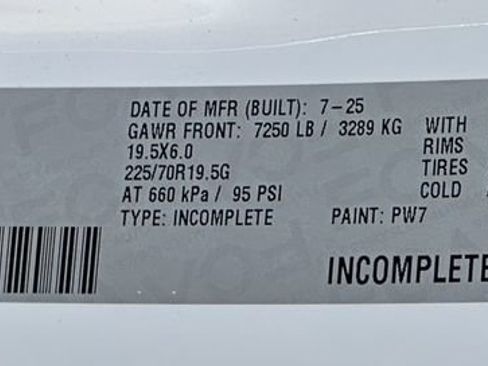 DATE OF MFR (BUILT): 7-25
GAWR FRONT: 7250 LB / 3289 KG WITH
19.5X6.0 RIMS
225/70R19.5G TIRES
AT 660 kPa / 95 PSI COLD
TYPE: INCOMPLETE PAINT: PW7
INCOMPLETE